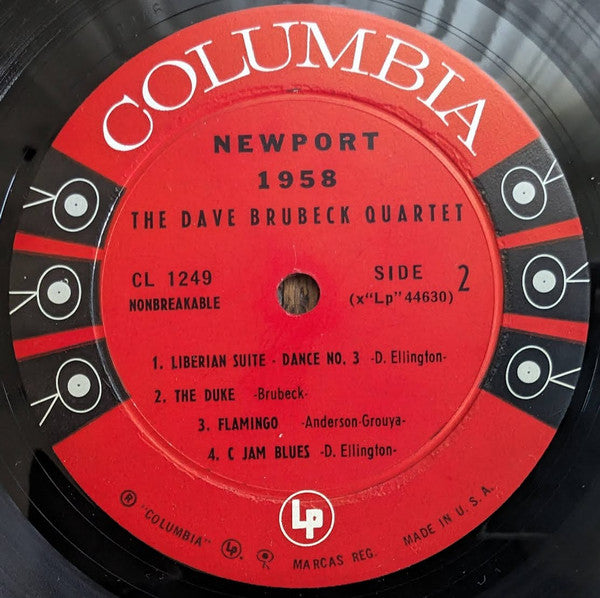 COLUMBIA
NEWPORT
1958
THE DAVE BRUBECK QUARTET
CL 1249
NONBREAKABLE
SIDE 2
(x"Lp" 44630)
1. LIBERIAN SUITE - DANCE NO. 3 -D. Ellington-
2. THE DUKE -Brubeck-
3. FLAMINGO -Anderson-Grouya-
4. C JAM BLUES -D. Ellington-
Lp
® "COLUMBIA" Lp MARCAS REG. MADE IN U. S. A.